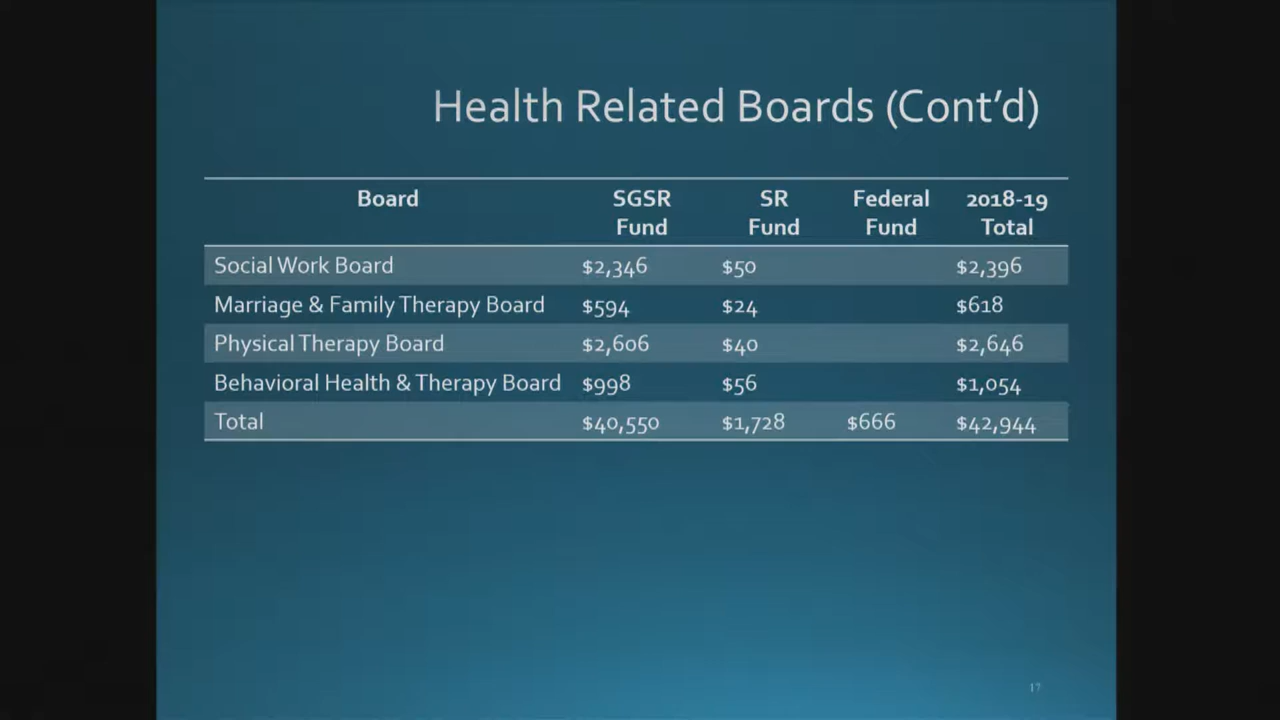 Health Related Boards (Cont'd)
Board SGSR Fund SR Fund Federal Fund 2018-19 Total
Social Work Board $2,346 $50 $2,396
Marriage & Family Therapy Board $594 $24 $618
Physical Therapy Board $2,606 $40 $2,646
Behavioral Health & Therapy Board $998 $56 $1,054
Total $40,550 $1,728 $666 $42,944
17